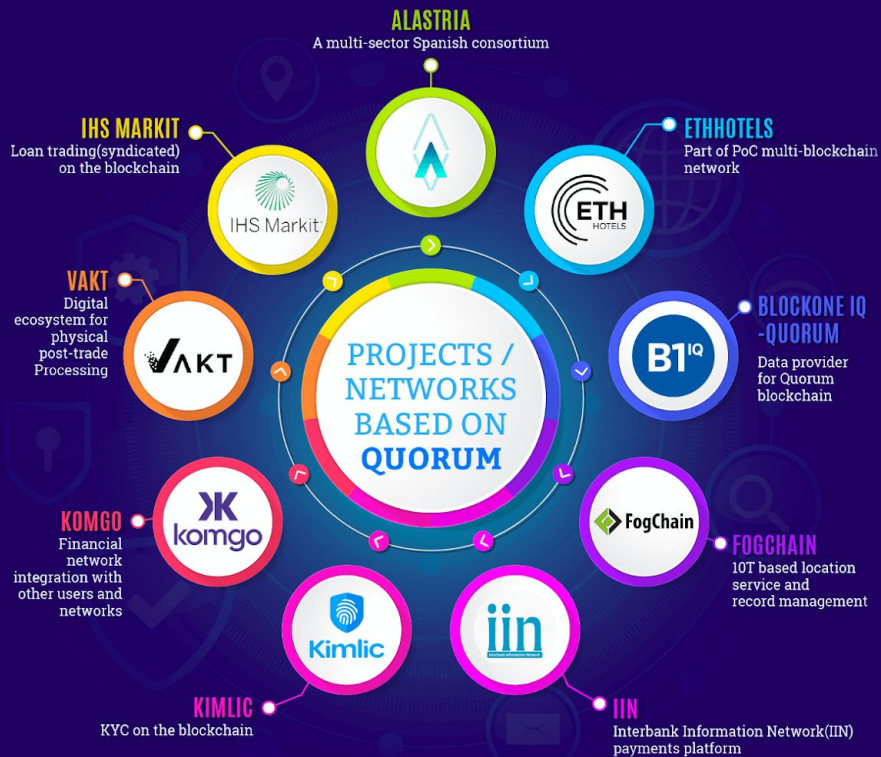 ALASTRIA
A multi-sector Spanish consortium
ETHHOTELS
Part of PoC multi-blockchain
network
ETH
HOTELS
BLOCKONE IQ
-QUORUM
Data provider
for Quorum
blockchain
B1IQ
FOGCHAIN
10T based location
service and
record management
FogChain
IIN
Interbank Information Network(IIN)
payments platform
iin
Interbank Information Network
KIMLIC
KYC on the blockchain
Kimlic
KOMGO
Financial
network
integration with
other users and
networks
komgo
VAKT
Digital
ecosystem for
physical
post-trade
Processing
VAKT
IHS MARKIT
Loan trading(syndicated)
on the blockchain
IHS Markit
PROJECTS /
NETWORKS
BASED ON
QUORUM